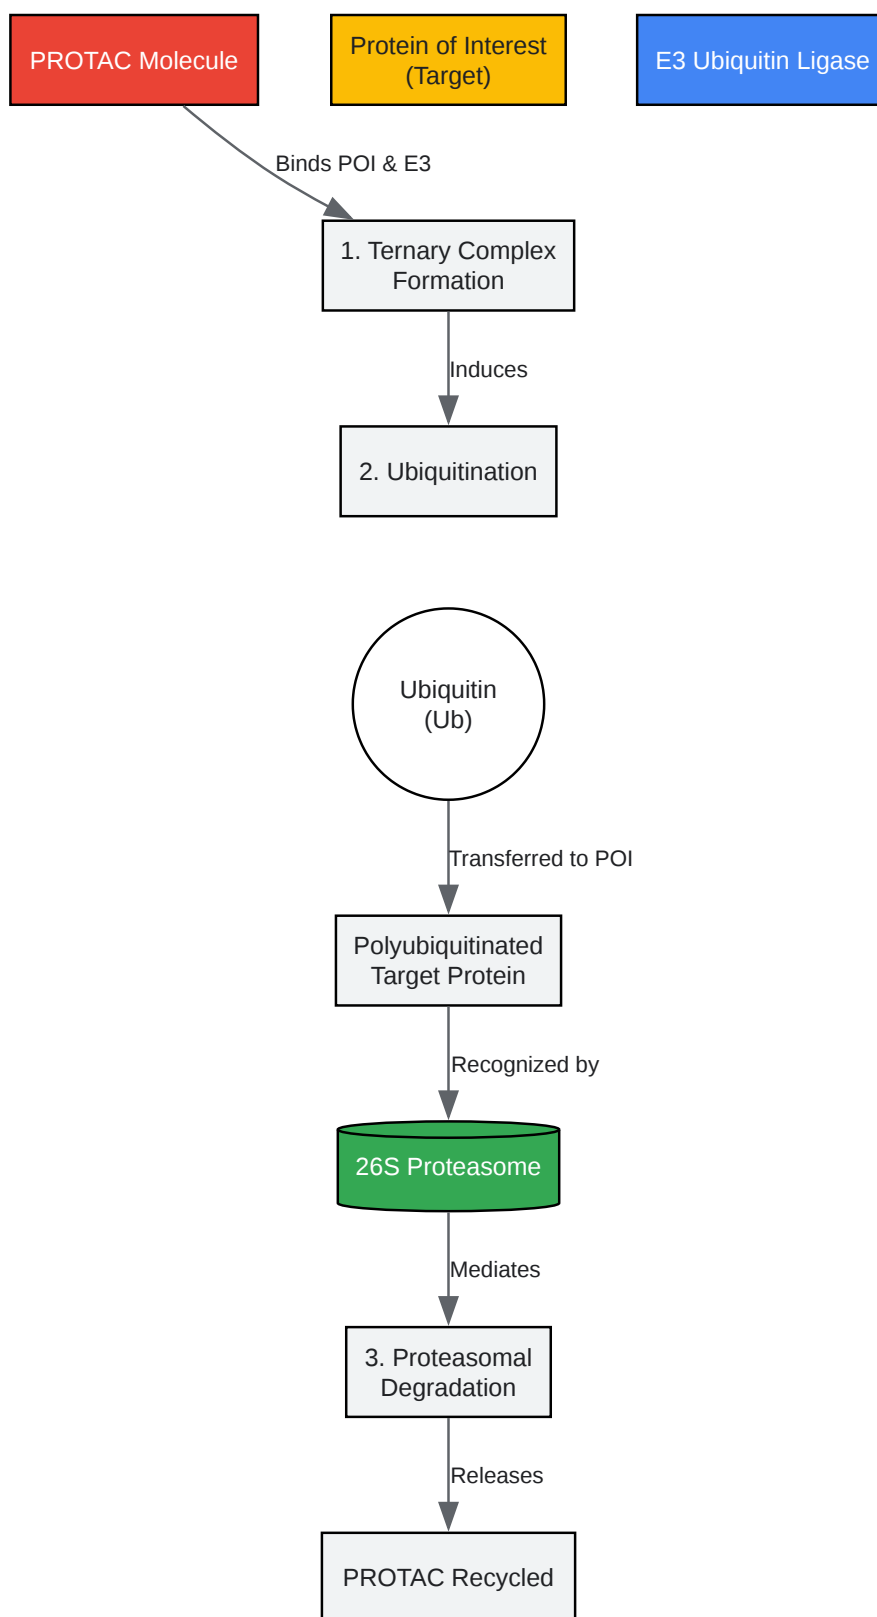 PROTAC Molecule
Protein of Interest
(Target)
E3 Ubiquitin Ligase
Binds POI & E3
1. Ternary Complex
Formation
Induces
2. Ubiquitination
Ubiquitin
(Ub)
Transferred to POI
Polyubiquitinated
Target Protein
Recognized by
26S Proteasome
Mediates
3. Proteasomal
Degradation
Releases
PROTAC Recycled